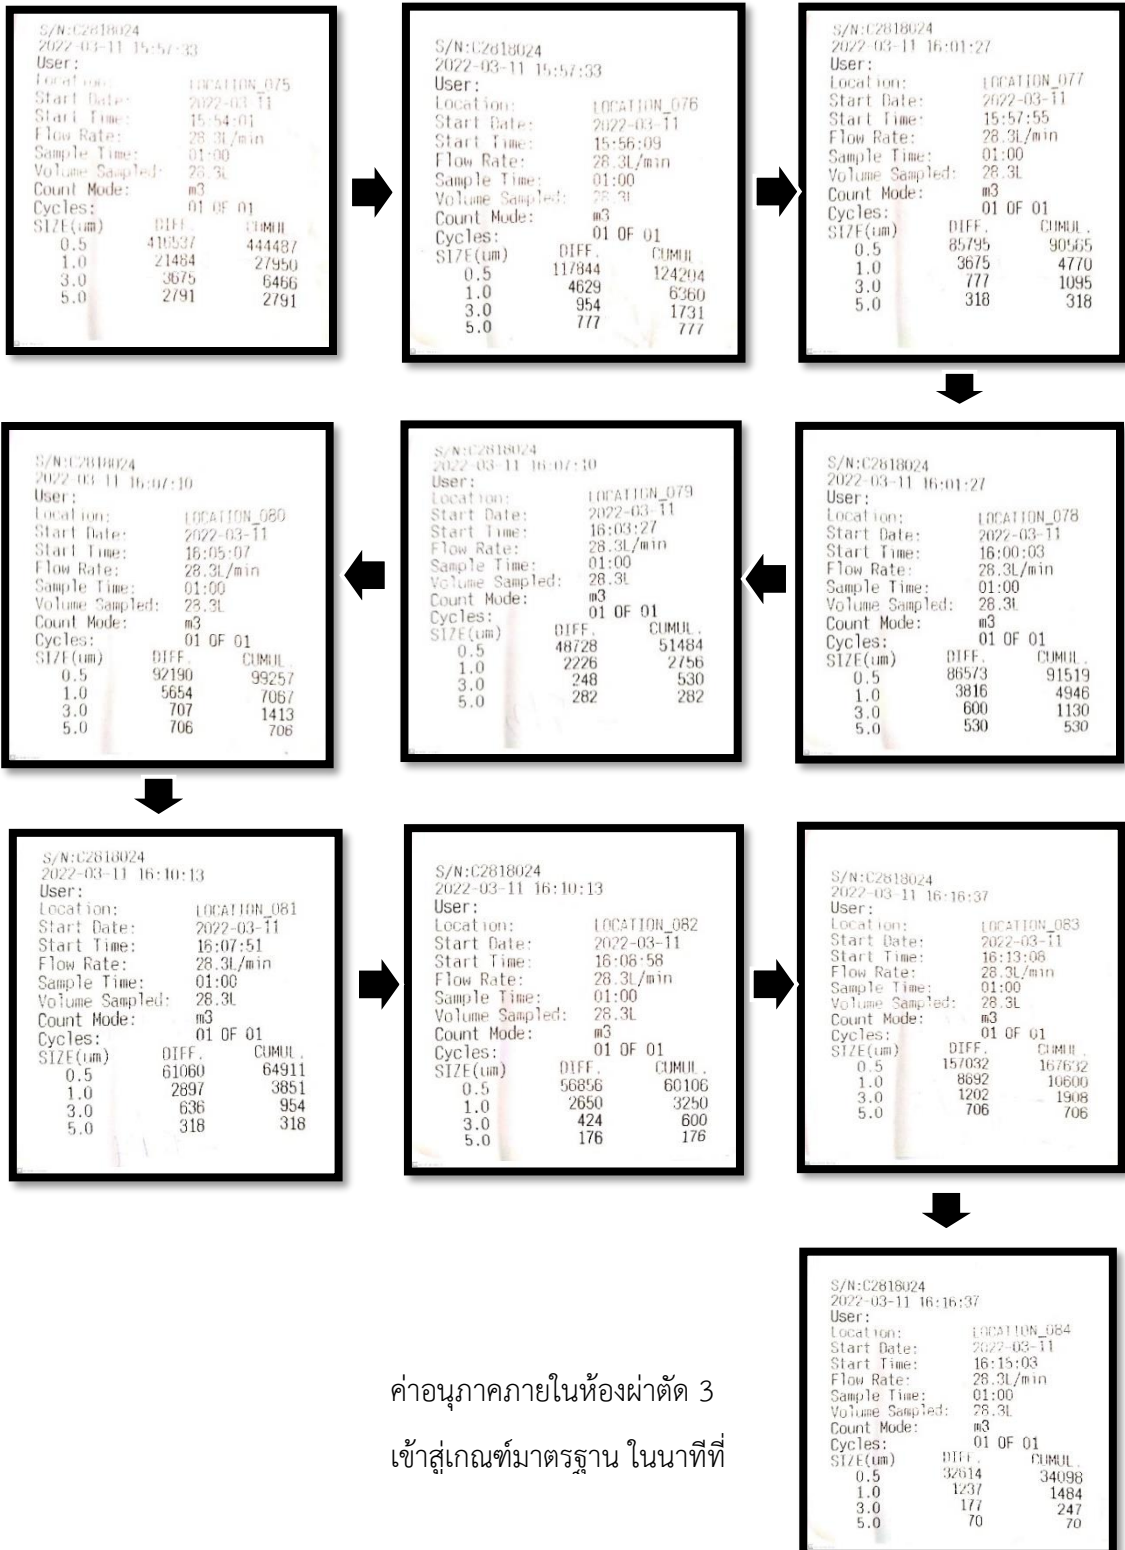 S/N:C2818024
2022-03-11 15:57:33
User:
Location: LOCATION_075
Start Date: 2022-03-11
Start Time: 15:54:01
Flow Rate: 28.3L/min
Sample Time: 01:00
Volume Sampled: 28.3L
Count Mode: m3
Cycles: 01 OF 01
SIZE(um) DIFF. CUMUL.
0.5 416537 444487
1.0 21484 27950
3.0 3675 6466
5.0 2791 2791
S/N:C2818024
2022-03-11 15:57:33
User:
Location: LOCATION_076
Start Date: 2022-03-11
Start Time: 15:56:09
Flow Rate: 28.3L/min
Sample Time: 01:00
Volume Sampled: 28.3L
Count Mode: m3
Cycles: 01 OF 01
SIZE(um) DIFF. CUMUL.
0.5 117844 124204
1.0 4629 6360
3.0 954 1731
5.0 777 777
S/N:C2818024
2022-03-11 16:01:27
User:
Location: LOCATION_077
Start Date: 2022-03-11
Start Time: 15:57:55
Flow Rate: 28.3L/min
Sample Time: 01:00
Volume Sampled: 28.3L
Count Mode: m3
Cycles: 01 OF 01
SIZE(um) DIFF. CUMUL.
0.5 85795 90565
1.0 3675 4770
3.0 777 1095
5.0 318 318
S/N:C2818024
2022-03-11 16:01:27
User:
Location: LOCATION_078
Start Date: 2022-03-11
Start Time: 16:00:03
Flow Rate: 28.3L/min
Sample Time: 01:00
Volume Sampled: 28.3L
Count Mode: m3
Cycles: 01 OF 01
SIZE(um) DIFF. CUMUL.
0.5 86573 91519
1.0 3816 4946
3.0 600 1130
5.0 530 530
S/N:C2818024
2022-03-11 16:07:10
User:
Location: LOCATION_079
Start Date: 2022-03-11
Start Time: 16:03:27
Flow Rate: 28.3L/min
Sample Time: 01:00
Volume Sampled: 28.3L
Count Mode: m3
Cycles: 01 OF 01
SIZE(um) DIFF. CUMUL.
0.5 48728 51484
1.0 2226 2756
3.0 248 530
5.0 282 282
S/N:C2818024
2022-03-11 16:07:10
User:
Location: LOCATION_080
Start Date: 2022-03-11
Start Time: 16:05:07
Flow Rate: 28.3L/min
Sample Time: 01:00
Volume Sampled: 28.3L
Count Mode: m3
Cycles: 01 OF 01
SIZE(um) DIFF. CUMUL.
0.5 92190 99257
1.0 5654 7067
3.0 707 1413
5.0 706 706
S/N:C2818024
2022-03-11 16:10:13
User:
Location: LOCATION_081
Start Date: 2022-03-11
Start Time: 16:07:51
Flow Rate: 28.3L/min
Sample Time: 01:00
Volume Sampled: 28.3L
Count Mode: m3
Cycles: 01 OF 01
SIZE(um) DIFF. CUMUL.
0.5 61060 64911
1.0 2897 3851
3.0 636 954
5.0 318 318
S/N:C2818024
2022-03-11 16:10:13
User:
Location: LOCATION_082
Start Date: 2022-03-11
Start Time: 16:08:58
Flow Rate: 28.3L/min
Sample Time: 01:00
Volume Sampled: 28.3L
Count Mode: m3
Cycles: 01 OF 01
SIZE(um) DIFF. CUMUL.
0.5 56856 60106
1.0 2650 3250
3.0 424 600
5.0 176 176
S/N:C2818024
2022-03-11 16:16:37
User:
Location: LOCATION_083
Start Date: 2022-03-11
Start Time: 16:13:08
Flow Rate: 28.3L/min
Sample Time: 01:00
Volume Sampled: 28.3L
Count Mode: m3
Cycles: 01 OF 01
SIZE(um) DIFF. CUMUL.
0.5 157032 167632
1.0 8692 10600
3.0 1202 1908
5.0 706 706
S/N:C2818024
2022-03-11 16:16:37
User:
Location: LOCATION_084
Start Date: 2022-03-11
Start Time: 16:15:03
Flow Rate: 28.3L/min
Sample Time: 01:00
Volume Sampled: 28.3L
Count Mode: m3
Cycles: 01 OF 01
SIZE(um) DIFF. CUMUL.
0.5 32614 34098
1.0 1237 1484
3.0 177 247
5.0 70 70
ค่าอนุภาคภายในห้องผ่าตัด 3
เข้าสู่เกณฑ์มาตรฐาน ในนาทีที่